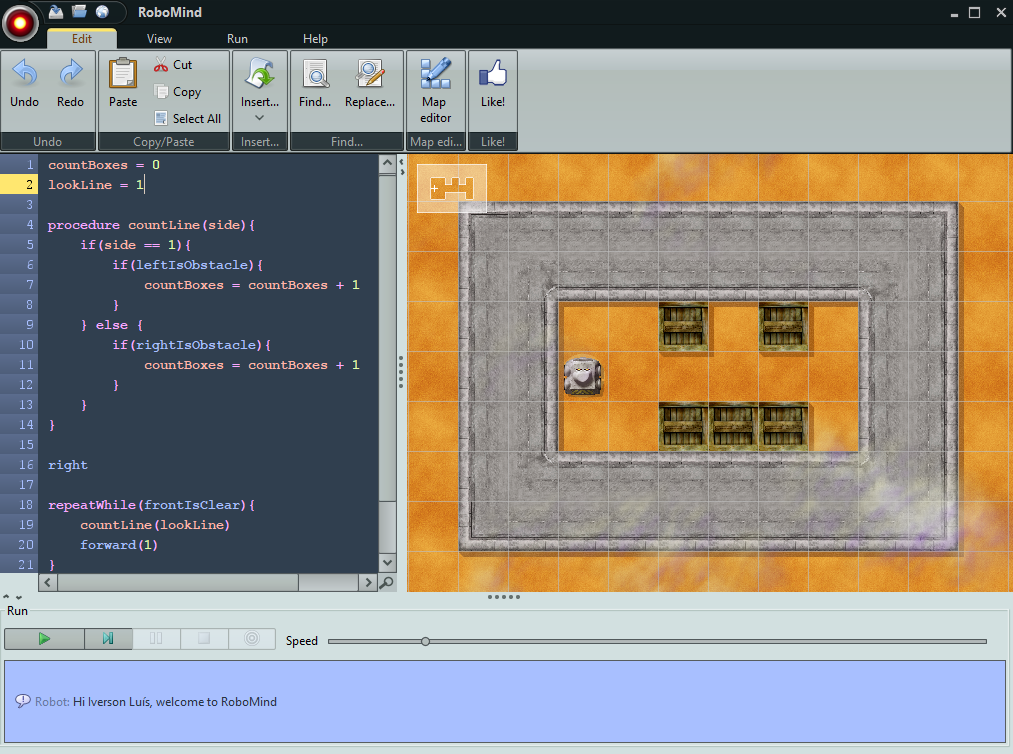 RoboMind
Edit View Run Help
Undo Redo Paste Cut Copy Select All Insert... Find... Replace... Map editor Like!
Undo Copy/Paste Insert... Find... Map edi... Like!
1 countBoxes = 0
2 lookLine = 1
3
4 procedure countLine(side){
5 if(side == 1){
6 if(leftIsObstacle){
7 countBoxes = countBoxes + 1
8 }
9 } else {
10 if(rightIsObstacle){
11 countBoxes = countBoxes + 1
12 }
13 }
14 }
15
16 right
17
18 repeatWhile(frontIsClear){
19 countLine(lookLine)
20 forward(1)
21 }
Run
Speed
Robot: Hi Iverson Luís, welcome to RoboMind